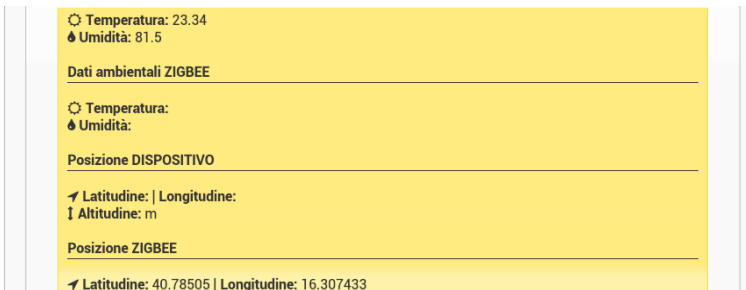 Temperatura: 23.34
Umidità: 81.5
Dati ambientali ZIGBEE
Temperatura:
Umidità:
Posizione DISPOSITIVO
Latitudine: | Longitudine:
Altitudine: m
Posizione ZIGBEE
Latitudine: 40.78505 | Longitudine: 16.307433